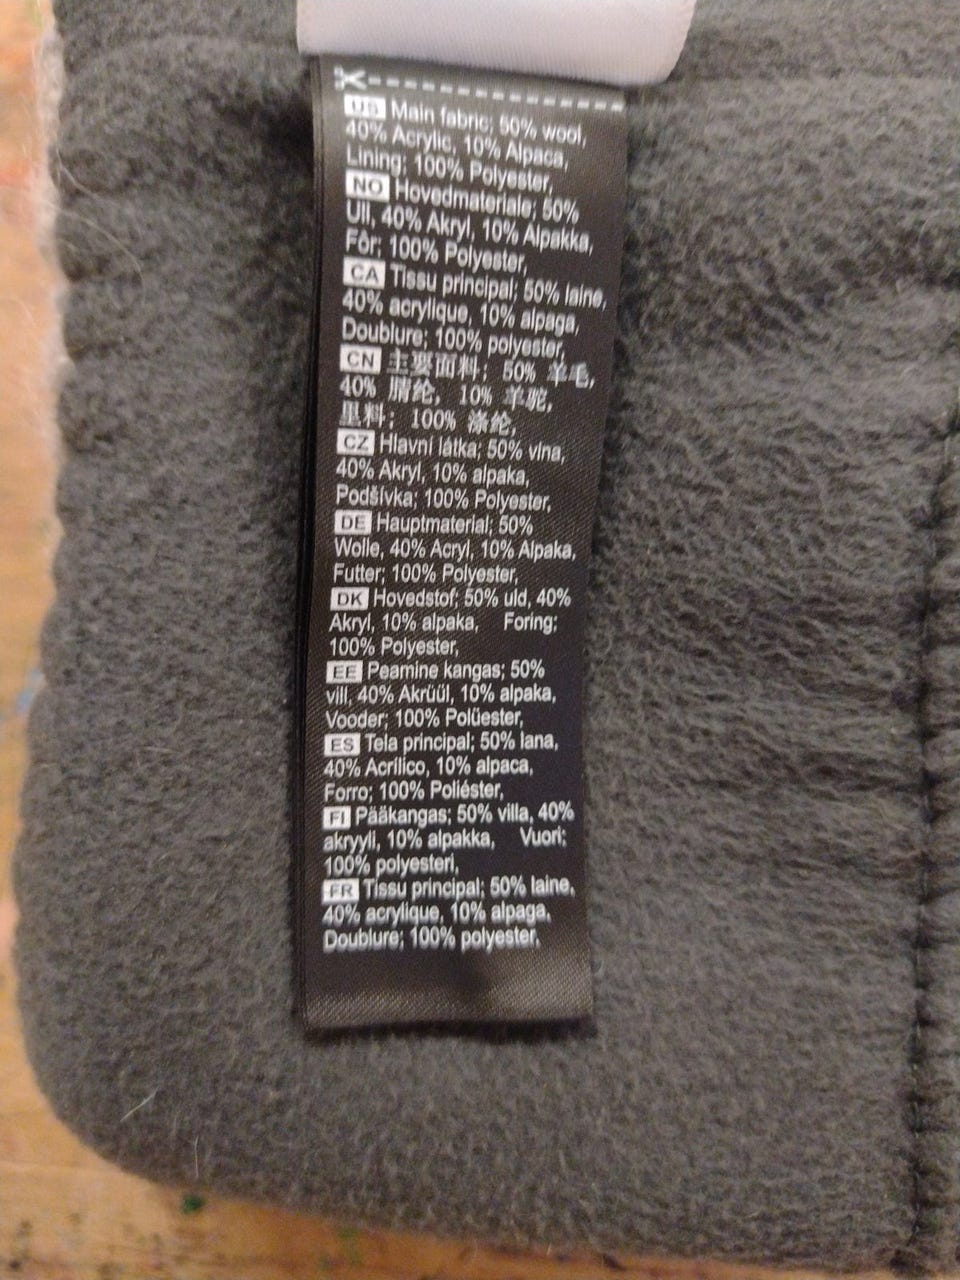 US Main fabric; 50% wool,
40% Acrylic, 10% Alpaca,
Lining; 100% Polyester,
NO Hovedmateriale; 50%
Ull, 40% Akryl, 10% Alpakka,
Fôr; 100% Polyester,
CA Tissu principal; 50% laine,
40% acrylique, 10% alpaga,
Doublure; 100% polyester,
CN 主要面料; 50% 羊毛,
40% 腈纶, 10% 羊驼,
里料; 100% 涤纶,
CZ Hlavní látka; 50% vlna,
40% Akryl, 10% alpaka,
Podšívka; 100% Polyester,
DE Hauptmaterial; 50%
Wolle, 40% Acryl, 10% Alpaka,
Futter; 100% Polyester,
DK Hovedstof; 50% uld, 40%
Akryl, 10% alpaka, Foring;
100% Polyester,
EE Peamine kangas; 50%
vill, 40% Akrüül, 10% alpaka,
Vooder; 100% Polüester,
ES Tela principal; 50% lana,
40% Acrílico, 10% alpaca,
Forro; 100% Poliéster,
FI Pääkangas; 50% villa, 40%
akryyli, 10% alpakka, Vuori;
100% polyesteri,
FR Tissu principal; 50% laine,
40% acrylique, 10% alpaga,
Doublure; 100% polyester,